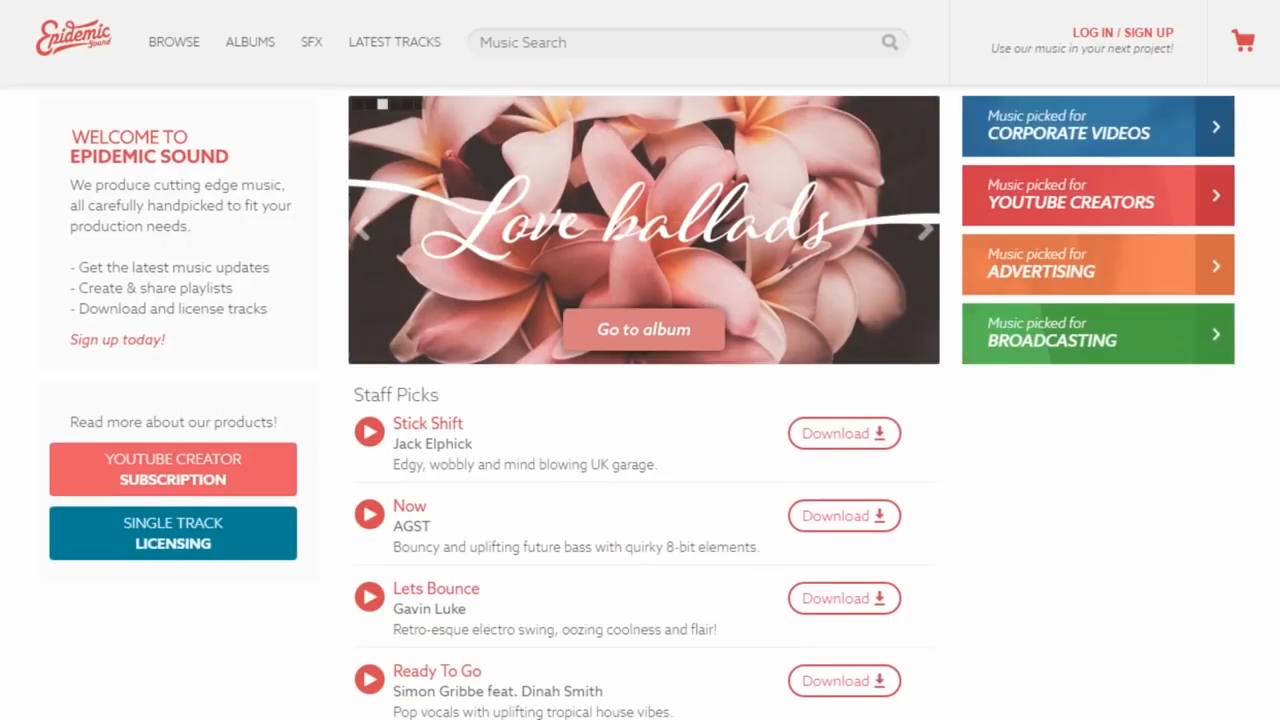 Epidemic
Sound
BROWSE
ALBUMS
SFX
LATEST TRACKS
Music Search
LOG IN / SIGN UP
Use our music in your next project!
WELCOME TO
EPIDEMIC SOUND
We produce cutting edge music,
all carefully handpicked to fit your
production needs.
- Get the latest music updates
- Create & share playlists
- Download and license tracks
Sign up today!
Read more about our products!
YOUTUBE CREATOR
SUBSCRIPTION
SINGLE TRACK
LICENSING
Love ballads
Go to album
Staff Picks
Stick Shift
Jack Elphick
Edgy, wobbly and mind blowing UK garage.
Download
Now
AGST
Bouncy and uplifting future bass with quirky 8-bit elements.
Download
Lets Bounce
Gavin Luke
Retro-esque electro swing, oozing coolness and flair!
Download
Ready To Go
Simon Gribbe feat. Dinah Smith
Pop vocals with uplifting tropical house vibes.
Download
Music picked for
CORPORATE VIDEOS
Music picked for
YOUTUBE CREATORS
Music picked for
ADVERTISING
Music picked for
BROADCASTING